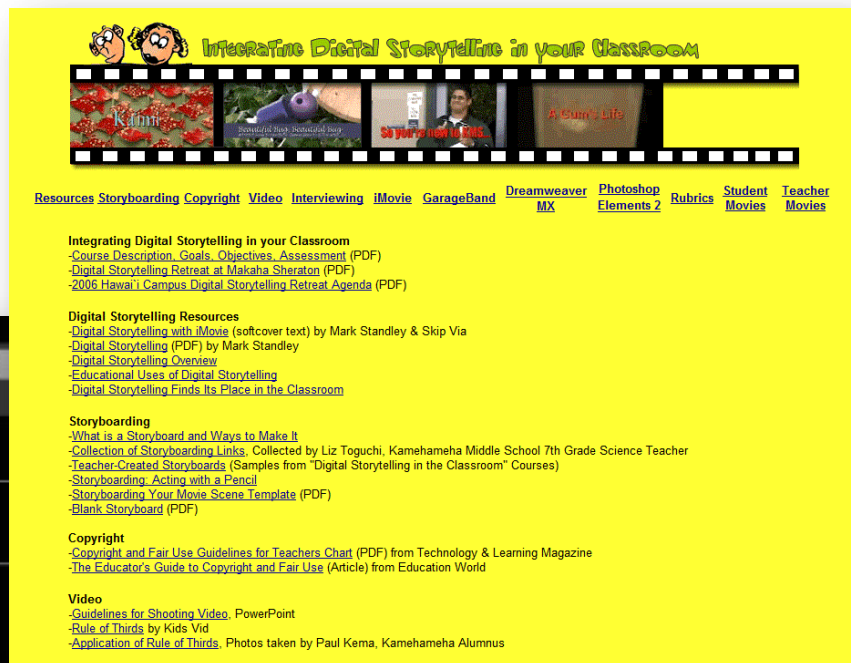 Integrating Digital Storytelling in your Classroom
Kahu
Beautiful Bug, Beautiful Bug
So you're new to KMS...
A Gum's Life
Resources Storyboarding Copyright Video Interviewing iMovie GarageBand Dreamweaver MX Photoshop Elements 2 Rubrics Student Movies Teacher Movies
Integrating Digital Storytelling in your Classroom
-Course Description, Goals, Objectives, Assessment (PDF)
-Digital Storytelling Retreat at Makaha Sheraton (PDF)
-2006 Hawai`i Campus Digital Storytelling Retreat Agenda (PDF)
Digital Storytelling Resources
-Digital Storytelling with iMovie (softcover text) by Mark Standley & Skip Via
-Digital Storytelling (PDF) by Mark Standley
-Digital Storytelling Overview
-Educational Uses of Digital Storytelling
-Digital Storytelling Finds Its Place in the Classroom
Storyboarding
-What is a Storyboard and Ways to Make It
-Collection of Storyboarding Links, Collected by Liz Toguchi, Kamehameha Middle School 7th Grade Science Teacher
-Teacher-Created Storyboards (Samples from "Digital Storytelling in the Classroom" Courses)
-Storyboarding: Acting with a Pencil
-Storyboarding Your Movie Scene Template (PDF)
-Blank Storyboard (PDF)
Copyright
-Copyright and Fair Use Guidelines for Teachers Chart (PDF) from Technology & Learning Magazine
-The Educator's Guide to Copyright and Fair Use (Article) from Education World
Video
-Guidelines for Shooting Video, PowerPoint
-Rule of Thirds by Kids Vid
-Application of Rule of Thirds, Photos taken by Paul Kema, Kamehameha Alumnus